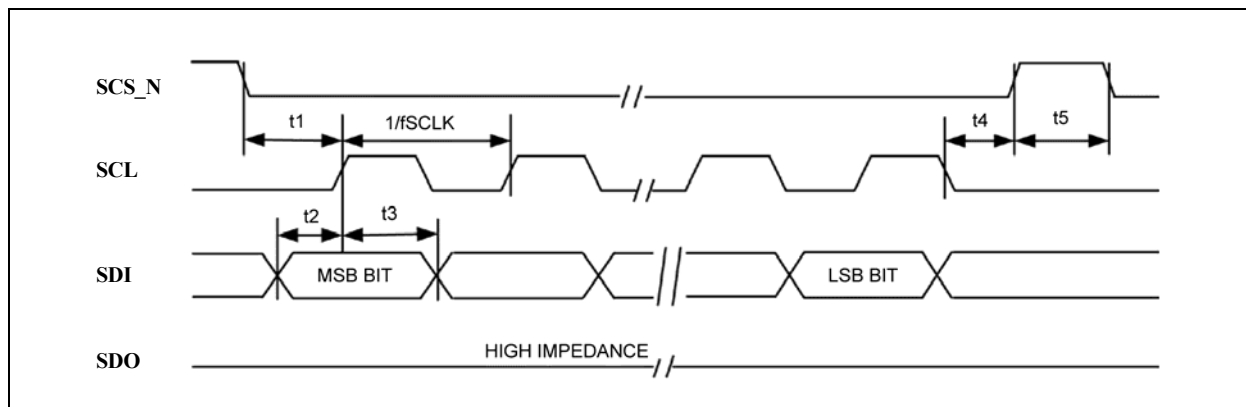 SCS_N
t1
1/fSCLK
t4
t5
SCL
t2
t3
SDI
MSB BIT
LSB BIT
SDO
HIGH IMPEDANCE